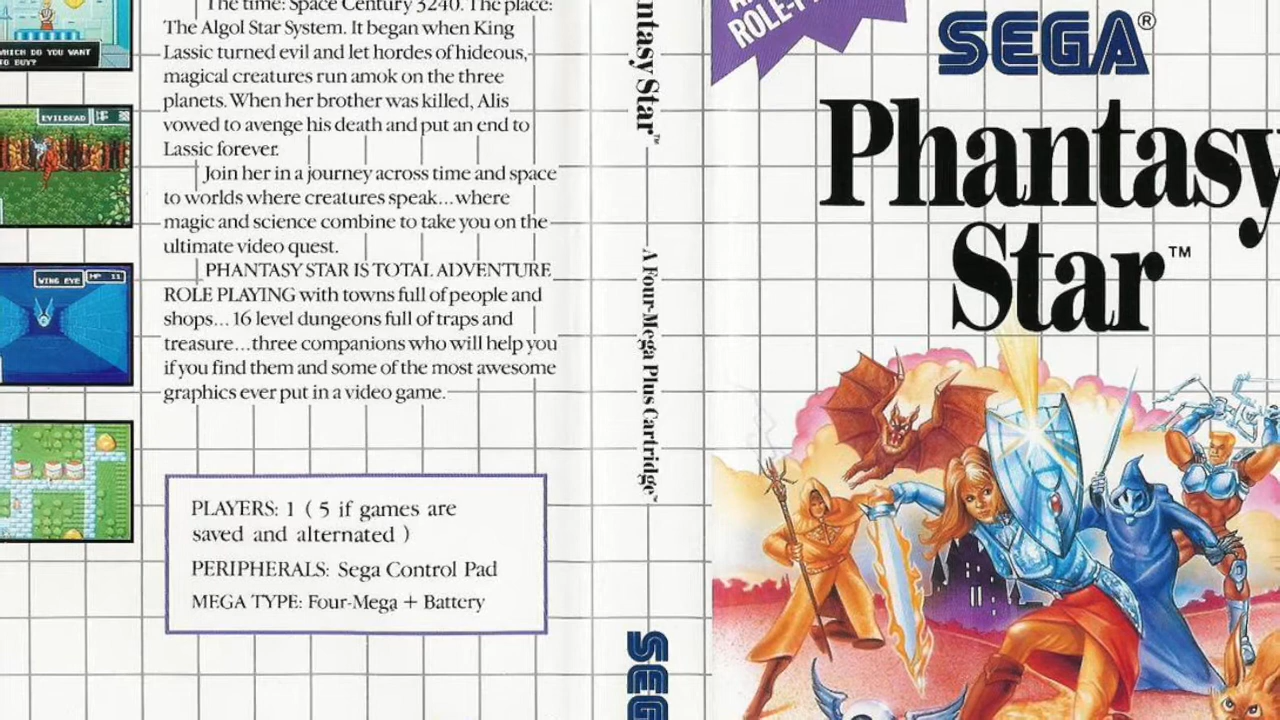 WHICH DO YOU WANT
TO BUY?
EVILDEAD HP
WING EYE HP 11
The time: Space Century 3240. The place:
The Algol Star System. It began when King
Lassic turned evil and let hordes of hideous,
magical creatures run amok on the three
planets. When her brother was killed, Alis
vowed to avenge his death and put an end to
Lassic forever.
Join her in a journey across time and space
to worlds where creatures speak...where
magic and science combine to take you on the
ultimate video quest.
PHANTASY STAR IS TOTAL ADVENTURE
ROLE PLAYING with towns full of people and
shops... 16 level dungeons full of traps and
treasure...three companions who will help you
if you find them and some of the most awesome
graphics ever put in a video game.
PLAYERS: 1 ( 5 if games are
saved and alternated )
PERIPHERALS: Sega Control Pad
MEGA TYPE: Four-Mega + Battery
ntasy Star™
A Four-Mega Plus Cartridge™
SEGA
ROLE-P
SEGA®
Phantasy
Star™